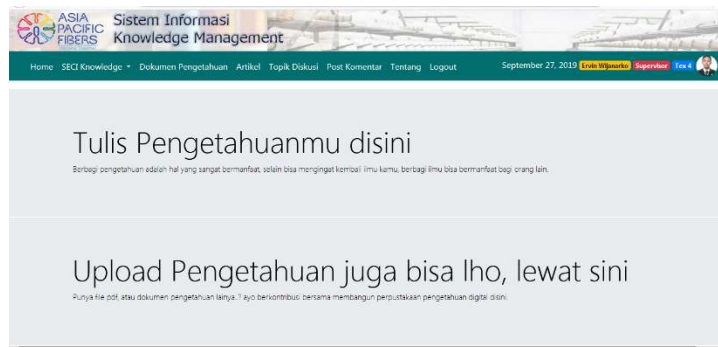 ASIA
PACIFIC
FIBERS
Sistem Informasi
Knowledge Management
Home SECI Knowledge Dokumen Pengetahuan Artikel Topik Diskusi Post Komentar Tentang Logout September 27, 2019 Ervin Wijanarko Supervisor Tex 4
Tulis Pengetahuanmu disini
Berbagi pengetahuan adalah hal yang sangat bermanfaat, selain bisa mengingat kembali ilmu kamu, berbagi ilmu bisa bermanfaat bagi orang lain,
Upload Pengetahuan juga bisa lho, lewat sini
Punya file pdf, atau dokumen pengetahuan lainya..? ayo berkontribusi bersama membangun perpustakaan pengetahuan digital disini.